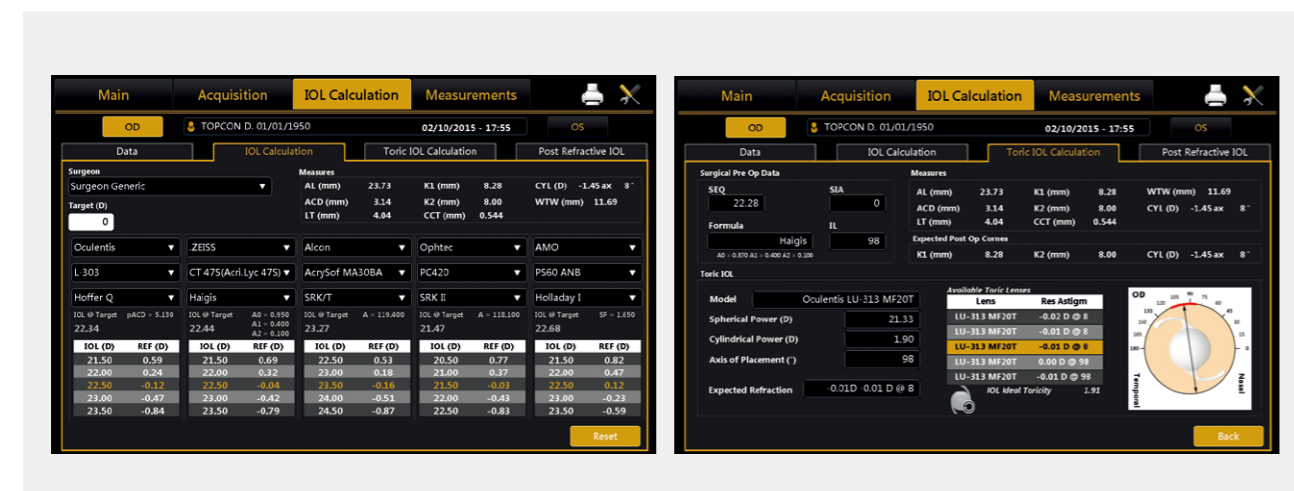 Main Acquisition IOL Calculation Measurements
OD TOPCON D. 01/01/1950 02/10/2015 - 17:55 OS
Data IOL Calculation Toric IOL Calculation Post Refractive IOL
Surgeon Measures
Surgeon Generic AL (mm) 23.73 K1 (mm) 8.28 CYL (D) -1.45 ax 8°
Target (D) ACD (mm) 3.14 K2 (mm) 8.00 WTW (mm) 11.69
0 LT (mm) 4.04 CCT (mm) 0.544
Oculentis ZEISS Alcon Ophtec AMO
L-303 CT 47S(Acri.Lyc 47S) AcrySof MA30BA PC420 PS60 ANB
Hoffer Q Haigis SRK/T SRK II Holladay I
IOL @ Target pACD = 5.130 IOL @ Target A0 = 0.950 IOL @ Target A = 119.400 IOL @ Target A = 118.100 IOL @ Target SF = 1.650
22.34 22.44 A1 = 0.400 23.27 21.47 22.68
A2 = 0.100
IOL (D) REF (D) IOL (D) REF (D) IOL (D) REF (D) IOL (D) REF (D) IOL (D) REF (D)
21.50 0.59 21.50 0.69 22.50 0.53 20.50 0.77 21.50 0.82
22.00 0.24 22.00 0.32 23.00 0.18 21.00 0.37 22.00 0.47
22.50 -0.12 22.50 -0.04 23.50 -0.16 21.50 -0.03 22.50 0.12
23.00 -0.47 23.00 -0.42 24.00 -0.51 22.00 -0.43 23.00 -0.23
23.50 -0.84 23.50 -0.79 24.50 -0.87 22.50 -0.83 23.50 -0.59
Reset
Main Acquisition IOL Calculation Measurements
OD TOPCON D. 01/01/1950 02/10/2015 - 17:55 OS
Data IOL Calculation Toric IOL Calculation Post Refractive IOL
Surgical Pre Op Data Measures
SEQ SIA AL (mm) 23.73 K1 (mm) 8.28 WTW (mm) 11.69
22.28 0 ACD (mm) 3.14 K2 (mm) 8.00 CYL (D) -1.45 ax 8°
Formula IL LT (mm) 4.04 CCT (mm) 0.544
Haigis 98 Expected Post Op Cornea
A0 = 0.870 A1 = 0.400 A2 = 0.100 K1 (mm) 8.28 K2 (mm) 8.00 CYL (D) -1.45 ax 8°
Toric IOL
Available Toric Lenses
Model Oculentis LU-313 MF20T Lens Res Astigm
Spherical Power (D) 21.33 LU-313 MF20T -0.02 D @ 8
LU-313 MF20T -0.01 D @ 8
Cylindrical Power (D) 1.90 LU-313 MF20T -0.01 D @ 8
Axis of Placement (°) 98 LU-313 MF20T 0.00 D @ 98
LU-313 MF20T -0.01 D @ 98
Expected Refraction -0.01D -0.01 D @ 8 IOL Ideal Toricity 1.91
OD 120 105 90 75 60
45
30
165 15
180 0
Temporal Nasal
Back